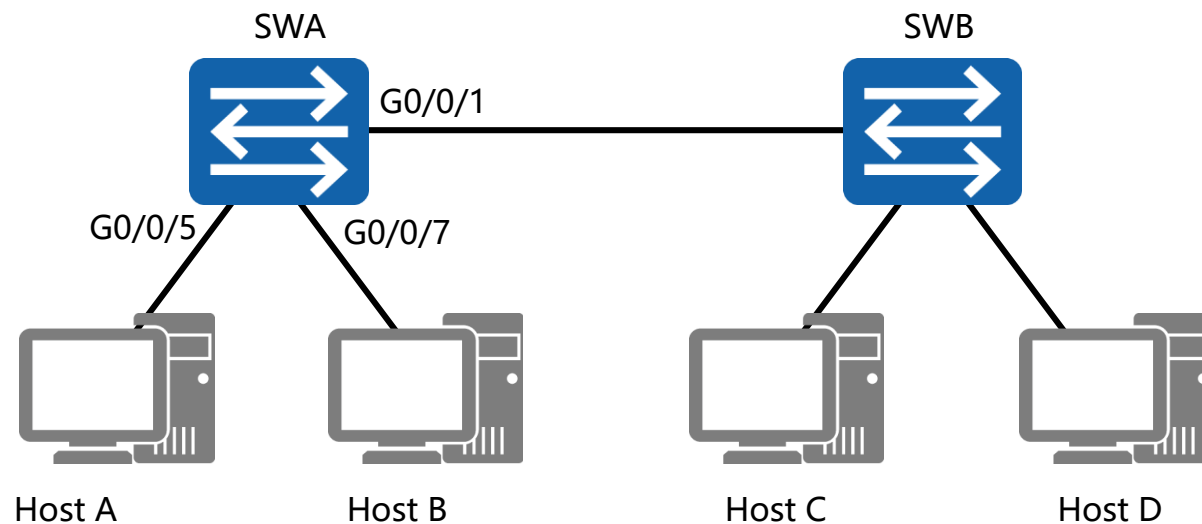 SWA
SWB
G0/0/1
G0/0/5
G0/0/7
Host A
Host B
Host C
Host D